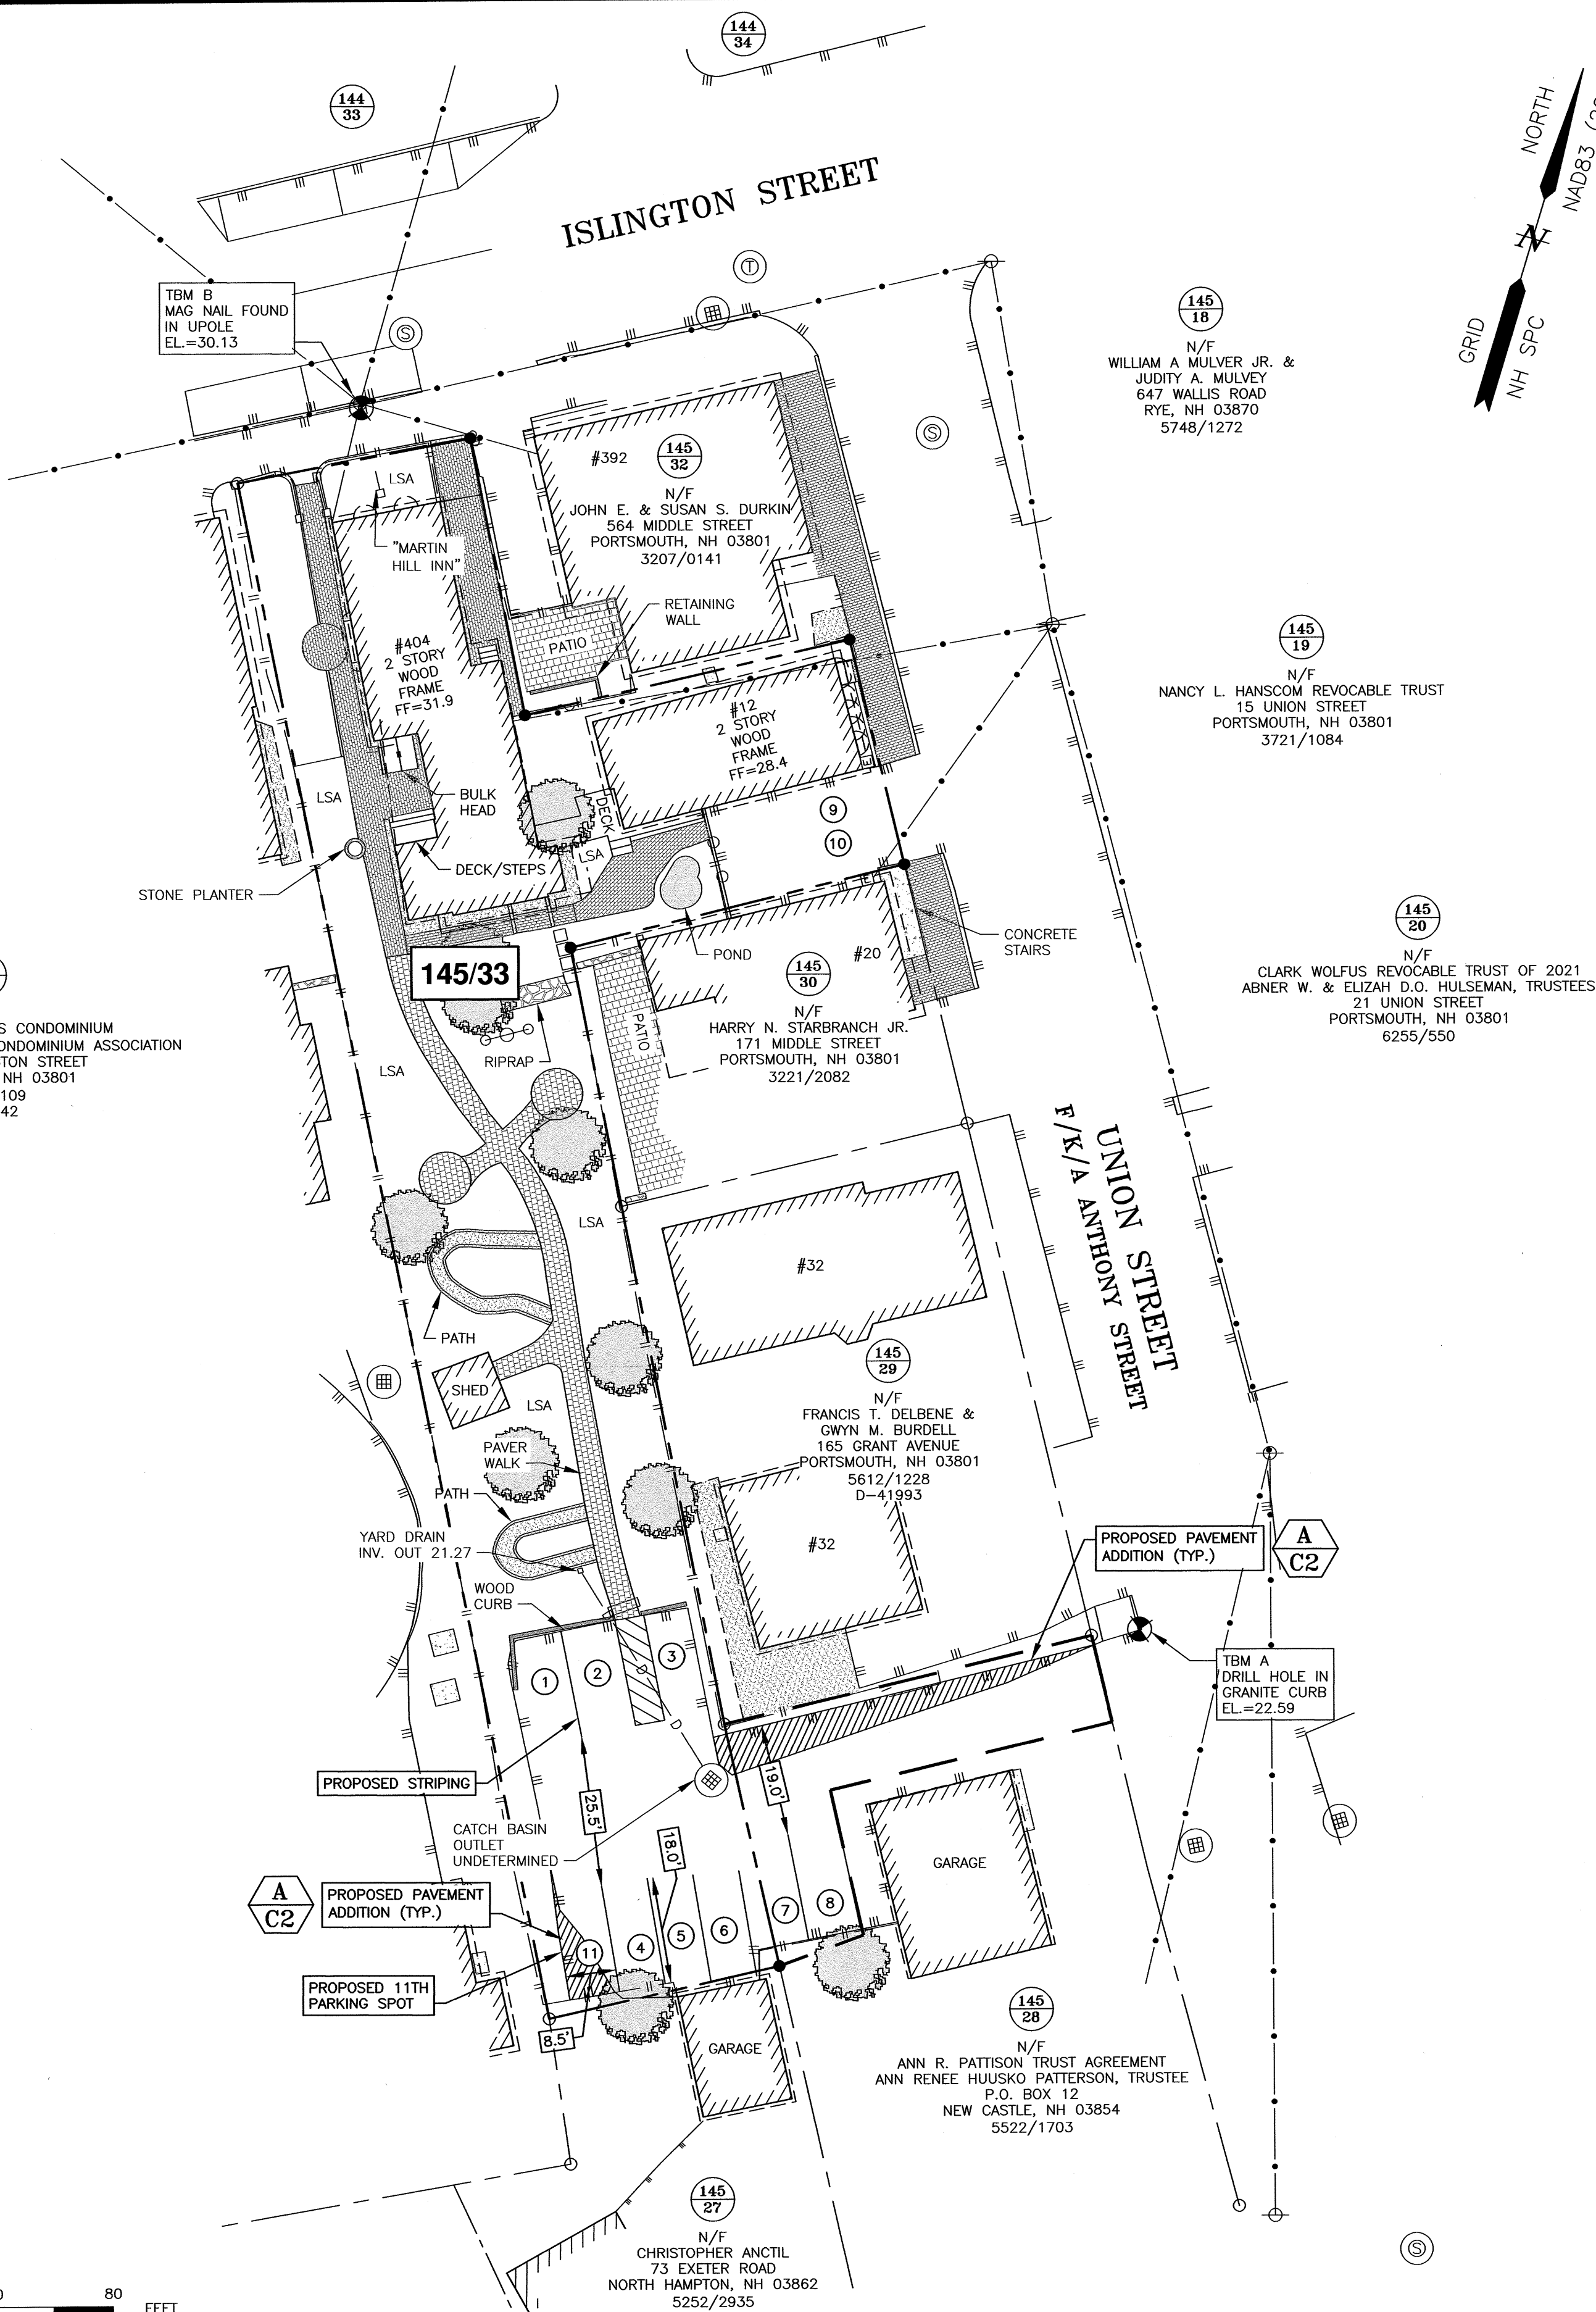 144
34
144
33
NORTH
NAD83
N
GRID
NH SPC
ISLINGTON STREET
T
TBM B
MAG NAIL FOUND
IN UPOLE
EL.=30.13
S
145
18
N/F
WILLIAM A MULVER JR. &
JUDITY A. MULVEY
647 WALLIS ROAD
RYE, NH 03870
5748/1272
S
#392
145
32
N/F
JOHN E. & SUSAN S. DURKIN
564 MIDDLE STREET
PORTSMOUTH, NH 03801
3207/0141
LSA
"MARTIN
HILL INN"
RETAINING
WALL
PATIO
#404
2 STORY
WOOD
FRAME
FF=31.9
145
19
N/F
NANCY L. HANSCOM REVOCABLE TRUST
15 UNION STREET
PORTSMOUTH, NH 03801
3721/1084
#12
2 STORY
WOOD
FRAME
FF=28.4
LSA
BULK
HEAD
DECK
9
10
LSA
DECK/STEPS
STONE PLANTER
POND
CONCRETE
STAIRS
145
20
N/F
CLARK WOLFUS REVOCABLE TRUST OF 2021
ABNER W. & ELIZAH D.O. HULSEMAN, TRUSTEES
21 UNION STREET
PORTSMOUTH, NH 03801
6255/550
145/33
#20
145
30
N/F
HARRY N. STARBRANCH JR.
171 MIDDLE STREET
PORTSMOUTH, NH 03801
3221/2082
PATIO
S CONDOMINIUM
ONDOMINIUM ASSOCIATION
TON STREET
NH 03801
109
42
RIPRAP
LSA
UNION STREET
F/K/A ANTHONY STREET
LSA
#32
PATH
SHED
LSA
145
29
N/F
FRANCIS T. DELBENE &
GWYN M. BURDELL
165 GRANT AVENUE
PORTSMOUTH, NH 03801
5612/1228
D-41993
PAVER
WALK
PATH
YARD DRAIN
INV. OUT 21.27
#32
PROPOSED PAVEMENT
ADDITION (TYP.)
A
C2
WOOD
CURB
1
2
3
D
D
TBM A
DRILL HOLE IN
GRANITE CURB
EL.=22.59
PROPOSED STRIPING
25.5'
19.0'
CATCH BASIN
OUTLET
UNDETERMINED
18.0'
GARAGE
A
C2
PROPOSED PAVEMENT
ADDITION (TYP.)
11
4
5
6
7
8
PROPOSED 11TH
PARKING SPOT
8.5'
GARAGE
145
28
N/F
ANN R. PATTISON TRUST AGREEMENT
ANN RENEE HUUSKO PATTERSON, TRUSTEE
P.O. BOX 12
NEW CASTLE, NH 03854
5522/1703
145
27
N/F
CHRISTOPHER ANCTIL
73 EXETER ROAD
NORTH HAMPTON, NH 03862
5252/2935
S
80
FEET